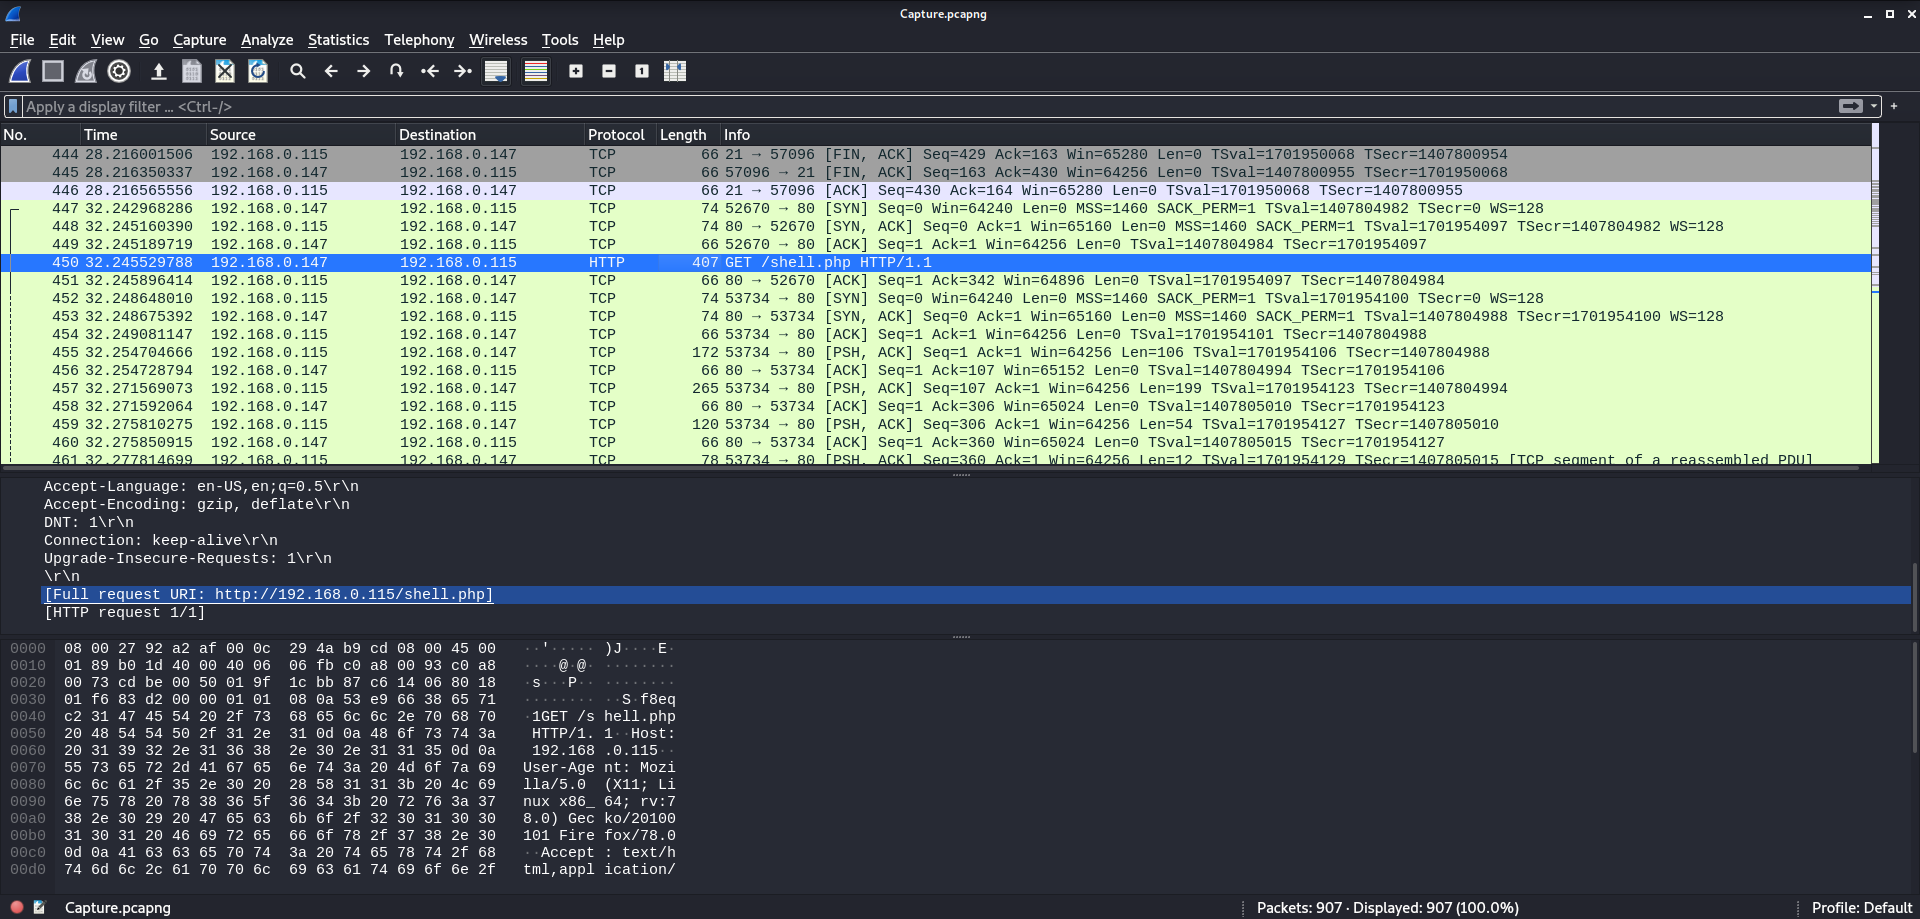 Capture.pcapng
File Edit View Go Capture Analyze Statistics Telephony Wireless Tools Help
Apply a display filter ... <Ctrl-/>
No. Time Source Destination Protocol Length Info
444 28.216001506 192.168.0.115 192.168.0.147 TCP 66 21 → 57096 [FIN, ACK] Seq=429 Ack=163 Win=65280 Len=0 TSval=1701950068 TSecr=1407800954
445 28.216350337 192.168.0.147 192.168.0.115 TCP 66 57096 → 21 [FIN, ACK] Seq=163 Ack=430 Win=64256 Len=0 TSval=1407800955 TSecr=1701950068
446 28.216565556 192.168.0.115 192.168.0.147 TCP 66 21 → 57096 [ACK] Seq=430 Ack=164 Win=65280 Len=0 TSval=1701950068 TSecr=1407800955
447 32.242968286 192.168.0.147 192.168.0.115 TCP 74 52670 → 80 [SYN] Seq=0 Win=64240 Len=0 MSS=1460 SACK_PERM=1 TSval=1407804982 TSecr=0 WS=128
448 32.245160390 192.168.0.115 192.168.0.147 TCP 74 80 → 52670 [SYN, ACK] Seq=0 Ack=1 Win=65160 Len=0 MSS=1460 SACK_PERM=1 TSval=1701954097 TSecr=1407804982 WS=128
449 32.245189719 192.168.0.147 192.168.0.115 TCP 66 52670 → 80 [ACK] Seq=1 Ack=1 Win=64256 Len=0 TSval=1407804984 TSecr=1701954097
450 32.245529788 192.168.0.147 192.168.0.115 HTTP 407 GET /shell.php HTTP/1.1
451 32.245896414 192.168.0.115 192.168.0.147 TCP 66 80 → 52670 [ACK] Seq=1 Ack=342 Win=64896 Len=0 TSval=1701954097 TSecr=1407804984
452 32.248648010 192.168.0.115 192.168.0.147 TCP 74 53734 → 80 [SYN] Seq=0 Win=64240 Len=0 MSS=1460 SACK_PERM=1 TSval=1701954100 TSecr=0 WS=128
453 32.248675392 192.168.0.147 192.168.0.115 TCP 74 80 → 53734 [SYN, ACK] Seq=0 Ack=1 Win=65160 Len=0 MSS=1460 SACK_PERM=1 TSval=1407804988 TSecr=1701954100 WS=128
454 32.249081147 192.168.0.115 192.168.0.147 TCP 66 53734 → 80 [ACK] Seq=1 Ack=1 Win=64256 Len=0 TSval=1701954101 TSecr=1407804988
455 32.254704666 192.168.0.115 192.168.0.147 TCP 172 53734 → 80 [PSH, ACK] Seq=1 Ack=1 Win=64256 Len=106 TSval=1701954106 TSecr=1407804988
456 32.254728794 192.168.0.147 192.168.0.115 TCP 66 80 → 53734 [ACK] Seq=1 Ack=107 Win=65152 Len=0 TSval=1407804994 TSecr=1701954106
457 32.271569073 192.168.0.115 192.168.0.147 TCP 265 53734 → 80 [PSH, ACK] Seq=107 Ack=1 Win=64256 Len=199 TSval=1701954123 TSecr=1407804994
458 32.271592064 192.168.0.147 192.168.0.115 TCP 66 80 → 53734 [ACK] Seq=1 Ack=306 Win=65024 Len=0 TSval=1407805010 TSecr=1701954123
459 32.275810275 192.168.0.115 192.168.0.147 TCP 120 53734 → 80 [PSH, ACK] Seq=306 Ack=1 Win=64256 Len=54 TSval=1701954127 TSecr=1407805010
460 32.275850915 192.168.0.147 192.168.0.115 TCP 66 80 → 53734 [ACK] Seq=1 Ack=360 Win=65024 Len=0 TSval=1407805015 TSecr=1701954127
461 32.277814699 192.168.0.115 192.168.0.147 TCP 78 53734 → 80 [PSH, ACK] Seq=360 Ack=1 Win=64256 Len=12 TSval=1701954129 TSecr=1407805015 [TCP segment of a reassembled PDU]
Accept-Language: en-US,en;q=0.5\r\n
Accept-Encoding: gzip, deflate\r\n
DNT: 1\r\n
Connection: keep-alive\r\n
Upgrade-Insecure-Requests: 1\r\n
\r\n
[Full request URI: http://192.168.0.115/shell.php]
[HTTP request 1/1]
0000 08 00 27 92 a2 af 00 0c 29 4a b9 cd 08 00 45 00 ··'····· )J····E·
0010 01 89 b0 1d 40 00 40 06 06 fb c0 a8 00 93 c0 a8 ····@·@· ········
0020 00 73 cd be 00 50 01 9f 1c bb 87 c6 14 06 80 18 ·s···P·· ········
0030 01 f6 83 d2 00 00 01 01 08 0a 53 e9 66 38 65 71 ········ ··S·f8eq
0040 c2 31 47 45 54 20 2f 73 68 65 6c 6c 2e 70 68 70 ·1GET /s hell.php
0050 20 48 54 54 50 2f 31 2e 31 0d 0a 48 6f 73 74 3a HTTP/1. 1··Host:
0060 20 31 39 32 2e 31 36 38 2e 30 2e 31 31 35 0d 0a 192.168 .0.115··
0070 55 73 65 72 2d 41 67 65 6e 74 3a 20 4d 6f 7a 69 User-Age nt: Mozi
0080 6c 6c 61 2f 35 2e 30 20 28 58 31 31 3b 20 4c 69 lla/5.0 (X11; Li
0090 6e 75 78 20 78 38 36 5f 36 34 3b 20 72 76 3a 37 nux x86_ 64; rv:7
00a0 38 2e 30 29 20 47 65 63 6b 6f 2f 32 30 31 30 30 8.0) Gec ko/20100
00b0 31 30 31 20 46 69 72 65 66 6f 78 2f 37 38 2e 30 101 Fire fox/78.0
00c0 0d 0a 41 63 63 65 70 74 3a 20 74 65 78 74 2f 68 ··Accept : text/h
00d0 74 6d 6c 2c 61 70 70 6c 69 63 61 74 69 6f 6e 2f tml,appl ication/
Capture.pcapng Packets: 907 · Displayed: 907 (100.0%) Profile: Default